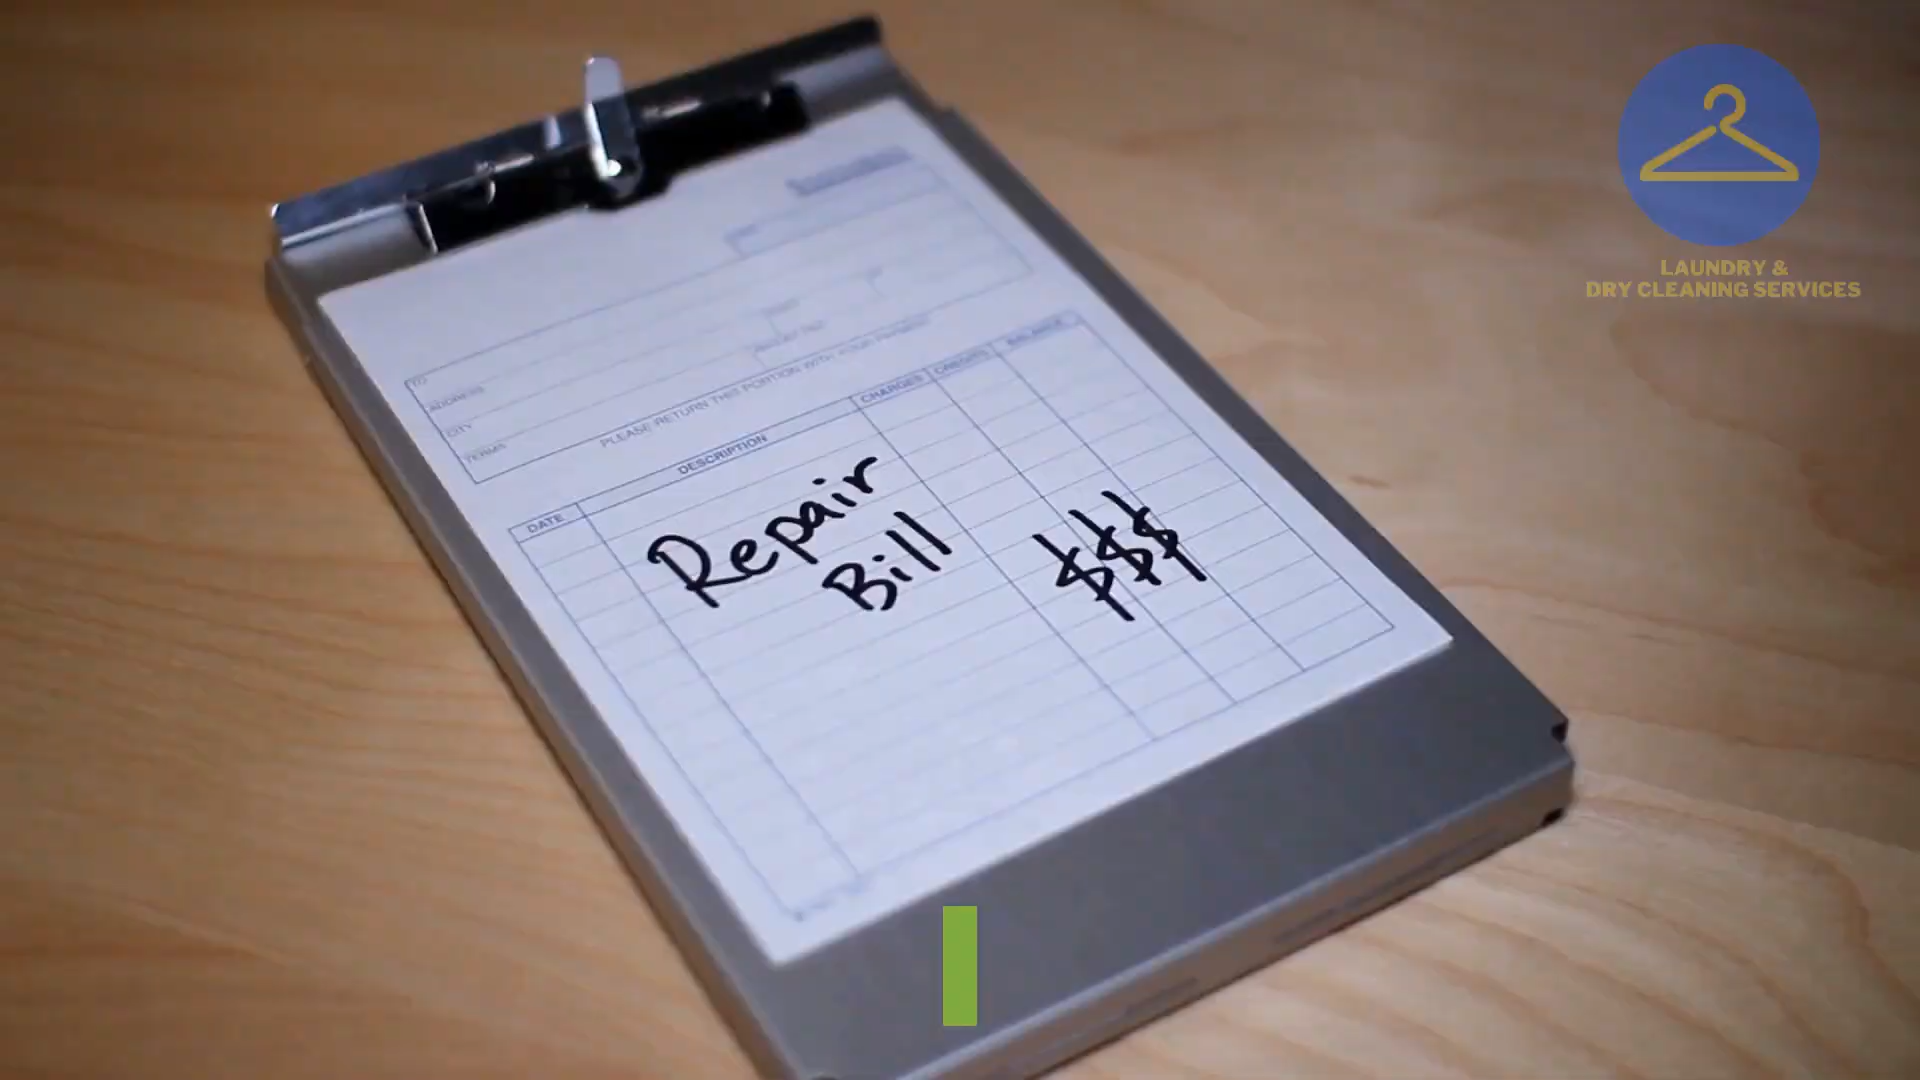 LAUNDRY &
DRY CLEANING SERVICES
TO
ADDRESS
CITY
TERMS
PLEASE RETURN THIS PORTION WITH YOUR PAYMENT
DATE
DESCRIPTION
CHARGES
CREDITS
BALANCE
Repair
Bill
$$$